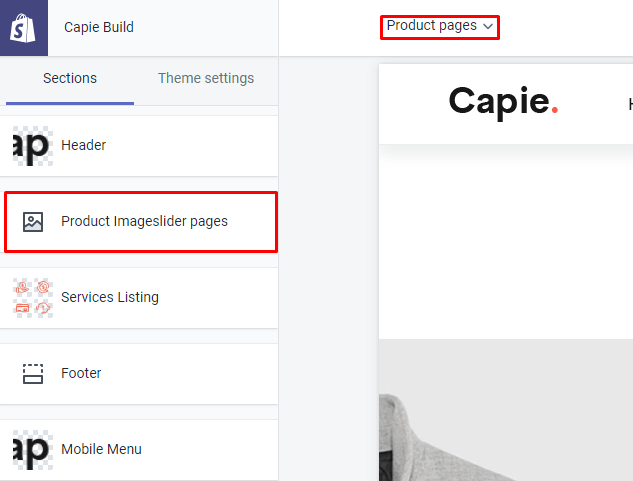 Capie Build
Product pages
Sections
Theme settings
Capie.
H
ap
Header
Product Imageslider pages
Services Listing
Footer
ap
Mobile Menu